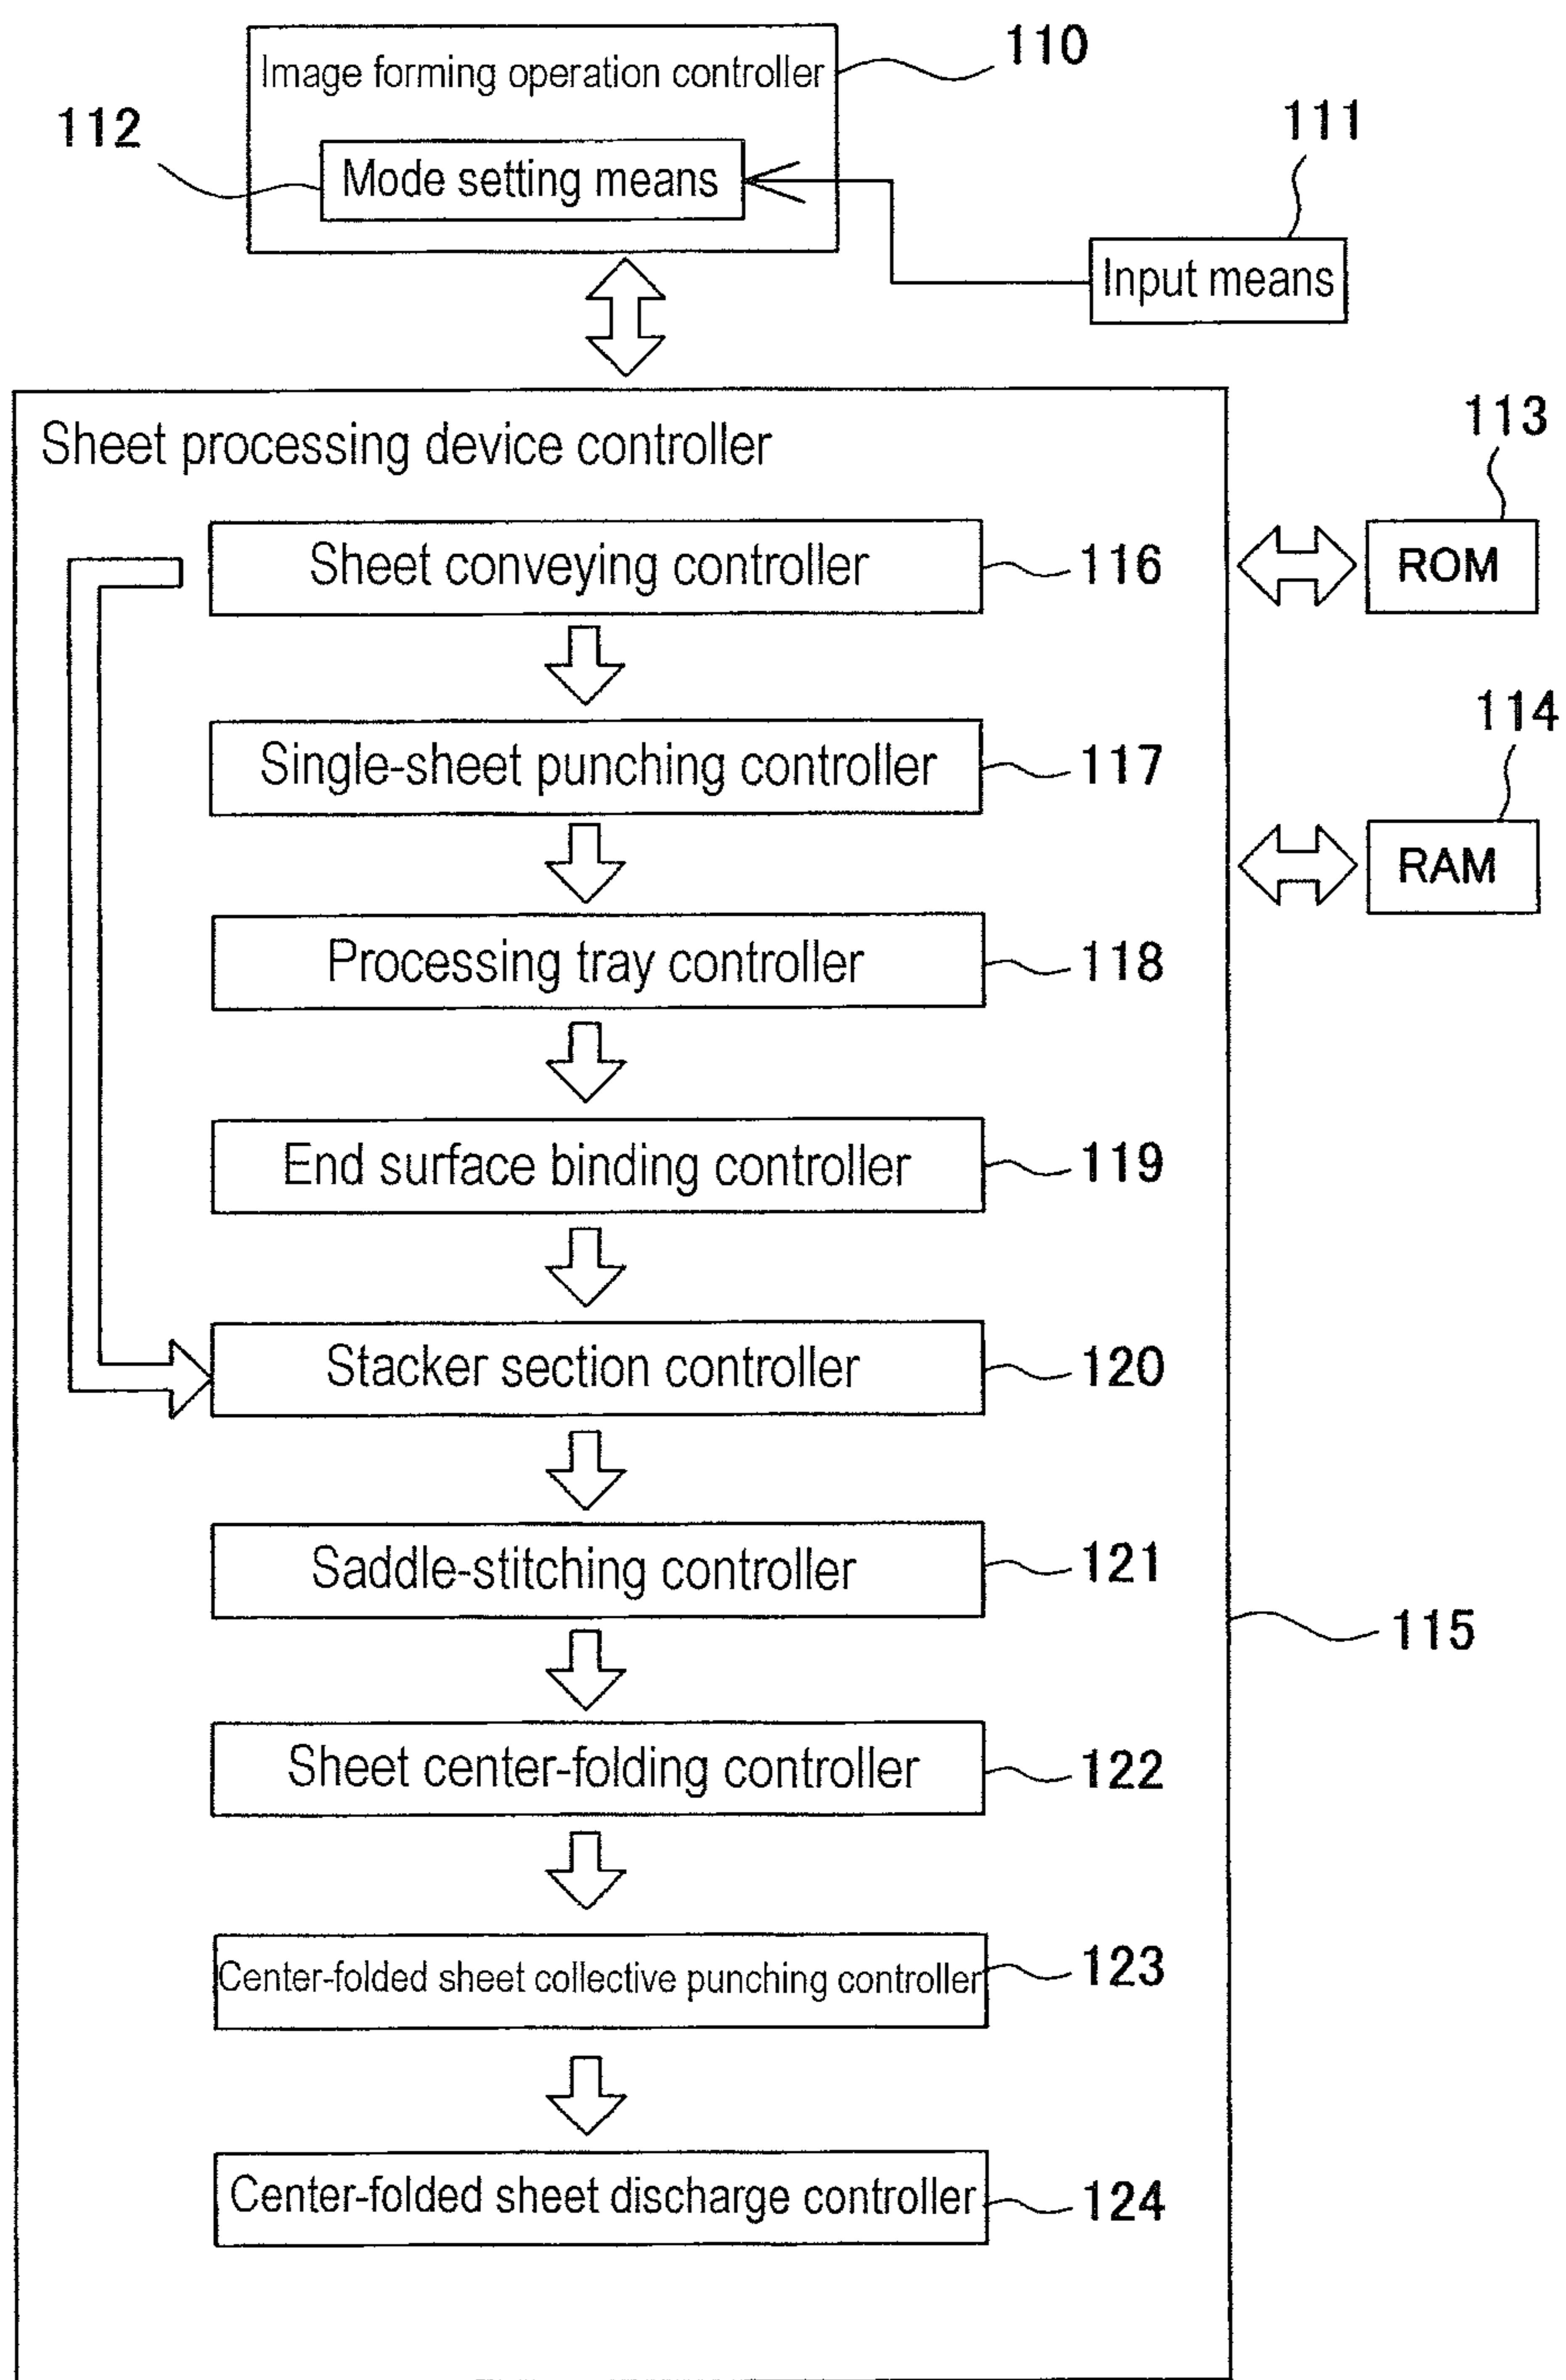 110
Image forming operation controller
112
Mode setting means
111
Input means
Sheet processing device controller
113
ROM
Sheet conveying controller
116
114
RAM
Single-sheet punching controller
117
Processing tray controller
118
End surface binding controller
119
Stacker section controller
120
Saddle-stitching controller
121
115
Sheet center-folding controller
122
Center-folded sheet collective punching controller
123
Center-folded sheet discharge controller
124